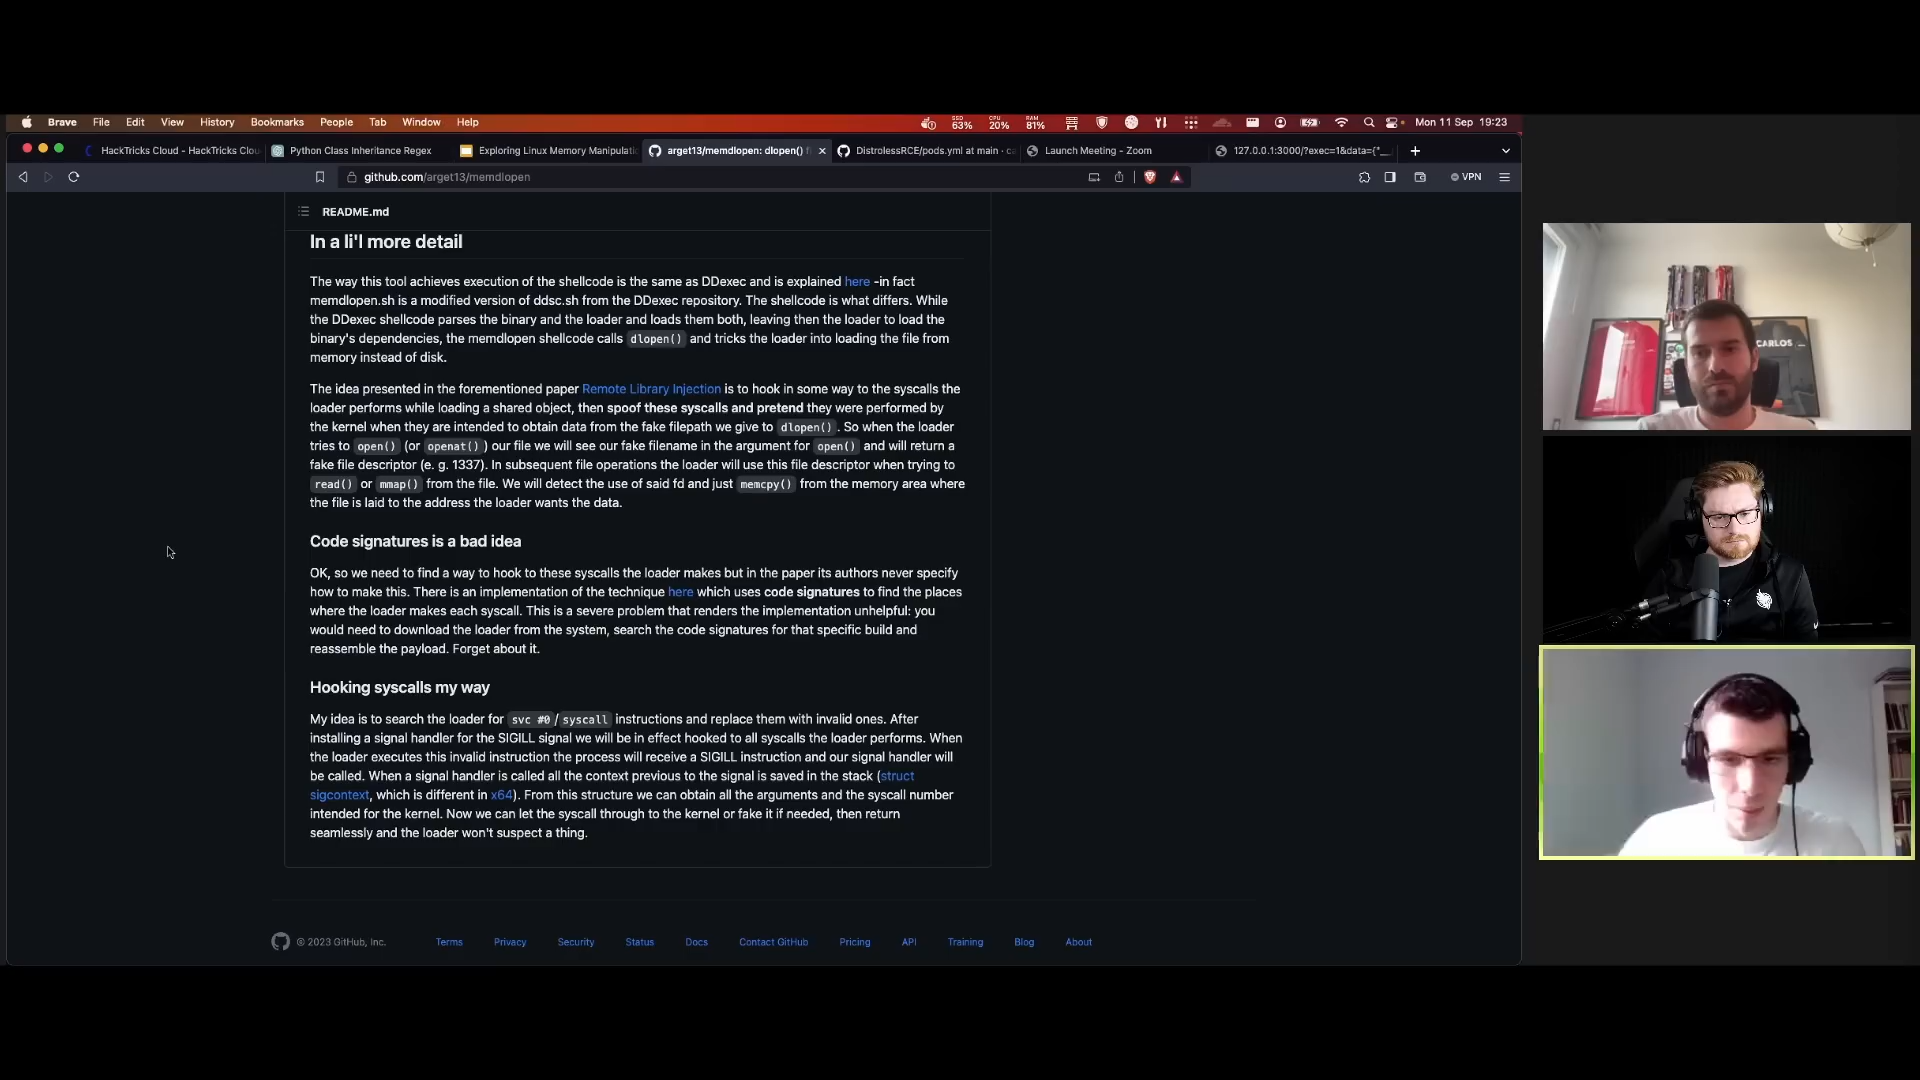 Brave File Edit View History Bookmarks People Tab Window Help SSD 63% CPU 20% RAM 81% Mon 11 Sep 19:23
HackTricks Cloud - HackTricks Clou Python Class Inheritance Regex Exploring Linux Memory Manipulati arget13/memdlopen: dlopen() f DistrolessRCE/pods.yml at main · ca Launch Meeting - Zoom 127.0.0.1:3000/?exec=1&data={"__
github.com/arget13/memdlopen VPN
README.md
In a li'l more detail
The way this tool achieves execution of the shellcode is the same as DDexec and is explained here -in fact
memdlopen.sh is a modified version of ddsc.sh from the DDexec repository. The shellcode is what differs. While
the DDexec shellcode parses the binary and the loader and loads them both, leaving then the loader to load the
binary's dependencies, the memdlopen shellcode calls dlopen() and tricks the loader into loading the file from
memory instead of disk.
The idea presented in the forementioned paper Remote Library Injection is to hook in some way to the syscalls the
loader performs while loading a shared object, then spoof these syscalls and pretend they were performed by
the kernel when they are intended to obtain data from the fake filepath we give to dlopen() . So when the loader
tries to open() (or openat() ) our file we will see our fake filename in the argument for open() and will return a
fake file descriptor (e. g. 1337). In subsequent file operations the loader will use this file descriptor when trying to
read() or mmap() from the file. We will detect the use of said fd and just memcpy() from the memory area where
the file is laid to the address the loader wants the data.
Code signatures is a bad idea
OK, so we need to find a way to hook to these syscalls the loader makes but in the paper its authors never specify
how to make this. There is an implementation of the technique here which uses code signatures to find the places
where the loader makes each syscall. This is a severe problem that renders the implementation unhelpful: you
would need to download the loader from the system, search the code signatures for that specific build and
reassemble the payload. Forget about it.
Hooking syscalls my way
My idea is to search the loader for svc #0 / syscall instructions and replace them with invalid ones. After
installing a signal handler for the SIGILL signal we will be in effect hooked to all syscalls the loader performs. When
the loader executes this invalid instruction the process will receive a SIGILL instruction and our signal handler will
be called. When a signal handler is called all the context previous to the signal is saved in the stack (struct
sigcontext, which is different in x64). From this structure we can obtain all the arguments and the syscall number
intended for the kernel. Now we can let the syscall through to the kernel or fake it if needed, then return
seamlessly and the loader won't suspect a thing.
© 2023 GitHub, Inc. Terms Privacy Security Status Docs Contact GitHub Pricing API Training Blog About
CARLOS